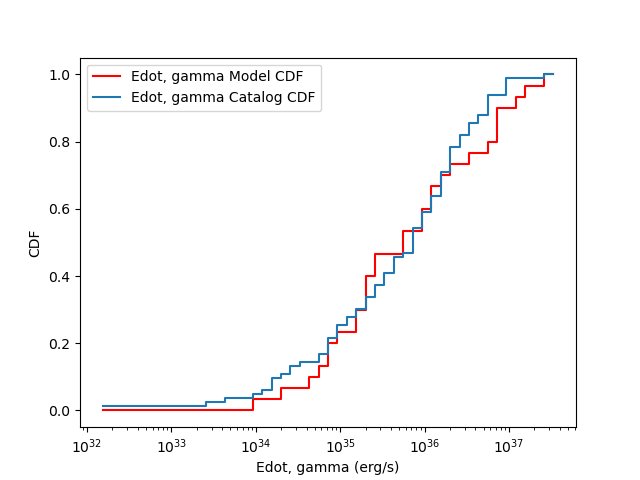 Edot, gamma Model CDF
Edot, gamma Catalog CDF
CDF
1.0
0.8
0.6
0.4
0.2
0.0
10^32 10^33 10^34 10^35 10^36 10^37
Edot, gamma (erg/s)